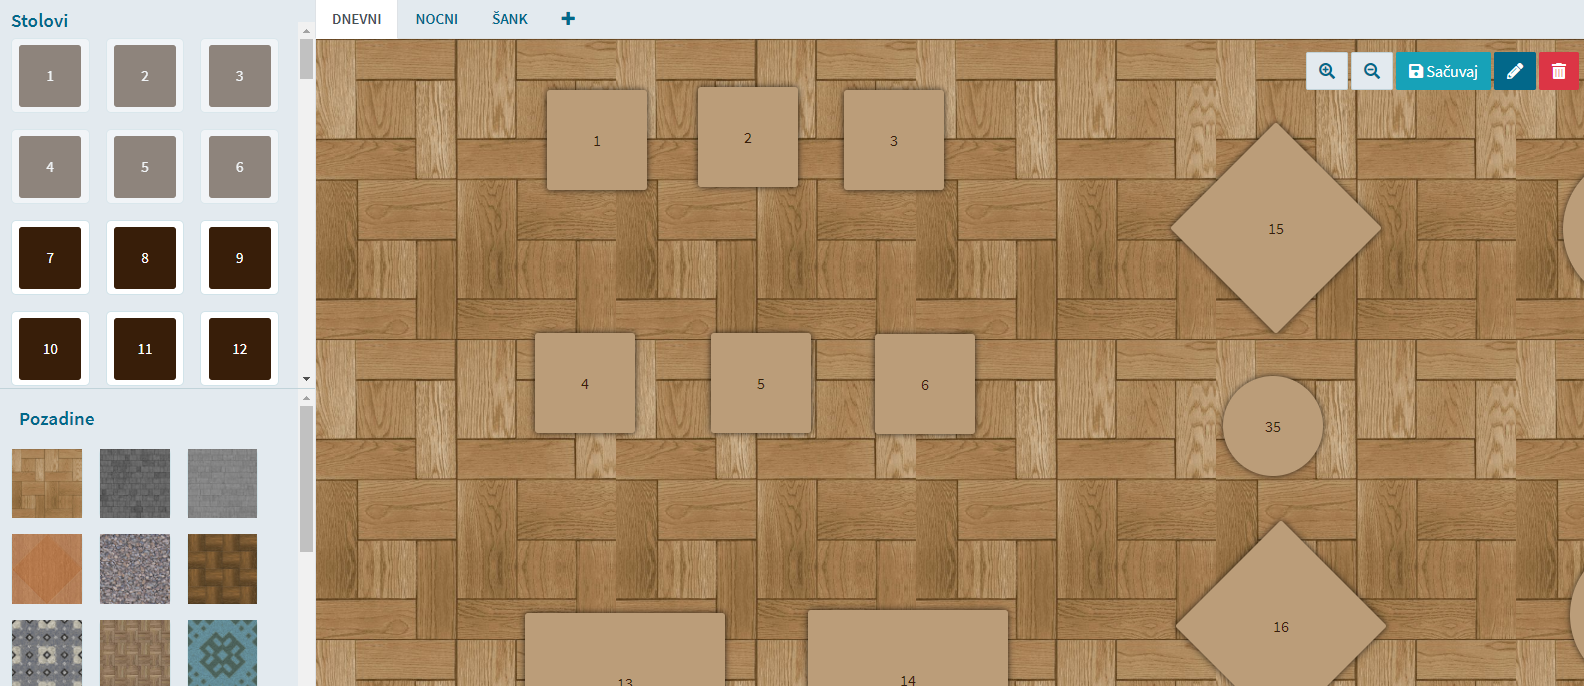 Stolovi
1 2 3
4 5 6
7 8 9
10 11 12
Pozadine
DNEVNI NOCNI ŠANK
Sačuvaj
1 2 3
15
4 5 6
35
16
13 14